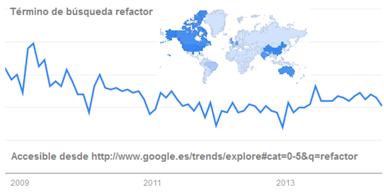 Término de búsqueda refactor
Accesible desde http://www.google.es/trends/explore#cat=0-5&q=refactor
2009 2011 2013